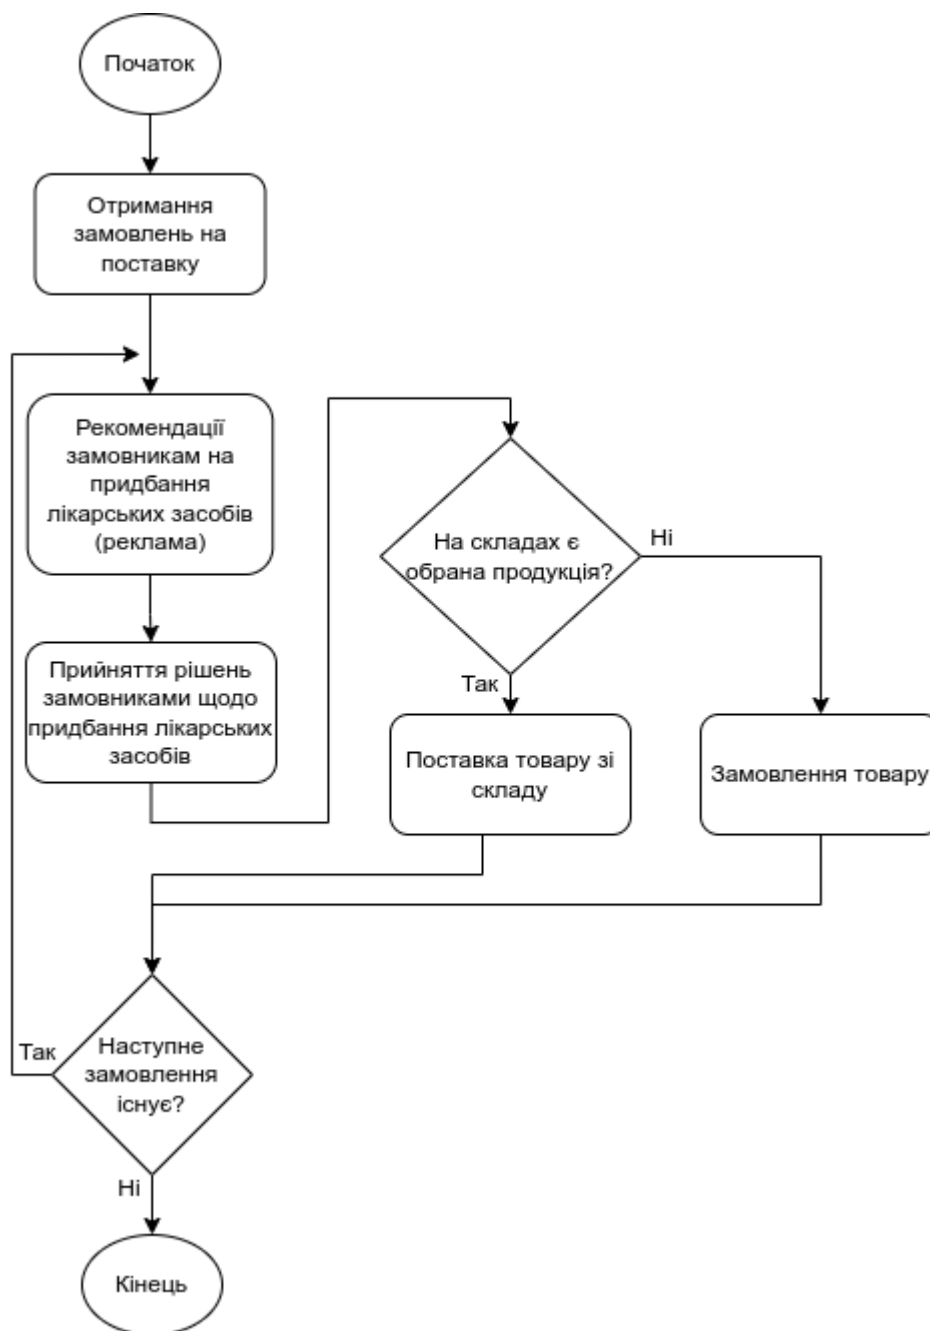 Початок
Отримання
замовлень на
поставку
Рекомендації
замовникам на
придбання
лікарських засобів
(реклама)
Прийняття рішень
замовниками щодо
придбання лікарських
засобів
На складах є
обрана продукція?
Ні
Так
Поставка товару зі
складу
Замовлення товару
Наступне
замовлення
існує?
Так
Ні
Кінець